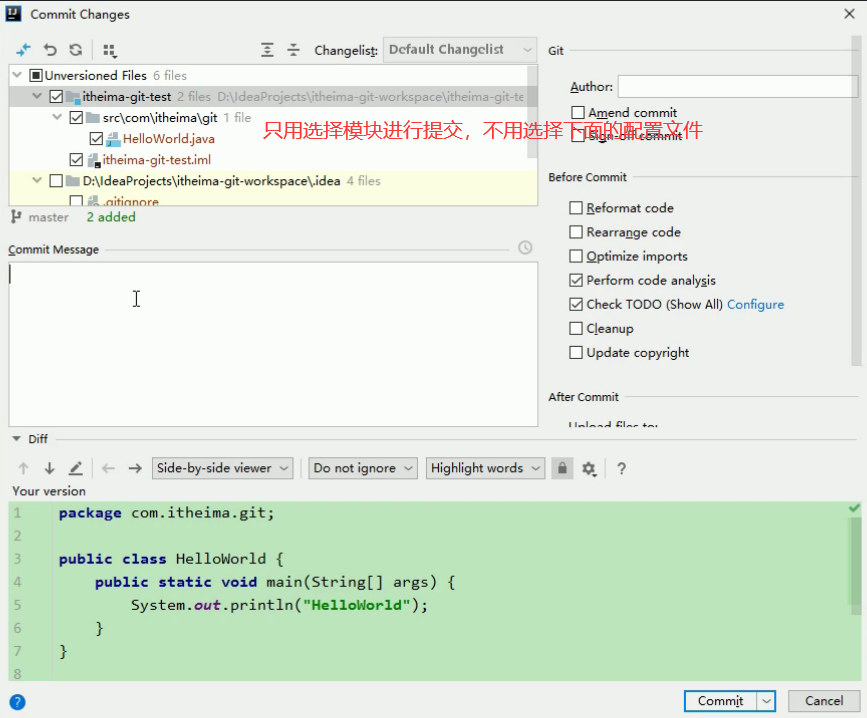 Commit Changes
Changelist: Default Changelist
Git
Unversioned Files 6 files
itheima-git-test 2 files D:\IdeaProjects\itheima-git-workspace\itheima-git-te
Author:
src\com\itheima\git 1 file
Amend commit
只用选择模块进行提交，不用选择下面的配置文件
HelloWorld.java
Sign-off commit
itheima-git-test.iml
D:\IdeaProjects\itheima-git-workspace\.idea 4 files
Before Commit
.gitignore
Reformat code
master 2 added
Rearrange code
Commit Message
Optimize imports
Perform code analysis
Check TODO (Show All) Configure
Cleanup
Update copyright
After Commit
Upload files to:
Diff
Side-by-side viewer Do not ignore Highlight words ?
Your version
1 package com.itheima.git;
2
3 public class HelloWorld {
4 public static void main(String[] args) {
5 System.out.println("HelloWorld");
6 }
7 }
8
? Commit Cancel